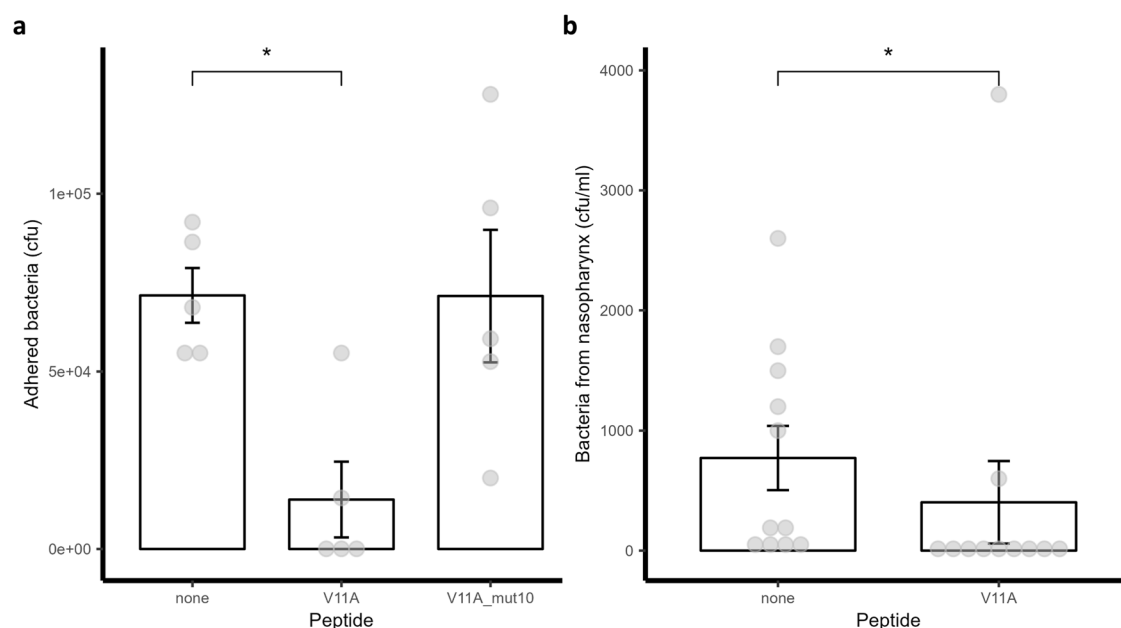 a
*
Adhered bacteria (cfu)
1e+05
5e+04
0e+00
none
V11A
V11A_mut10
Peptide
b
*
Bacteria from nasopharynx (cfu/ml)
4000
3000
2000
1000
0
none
V11A
Peptide